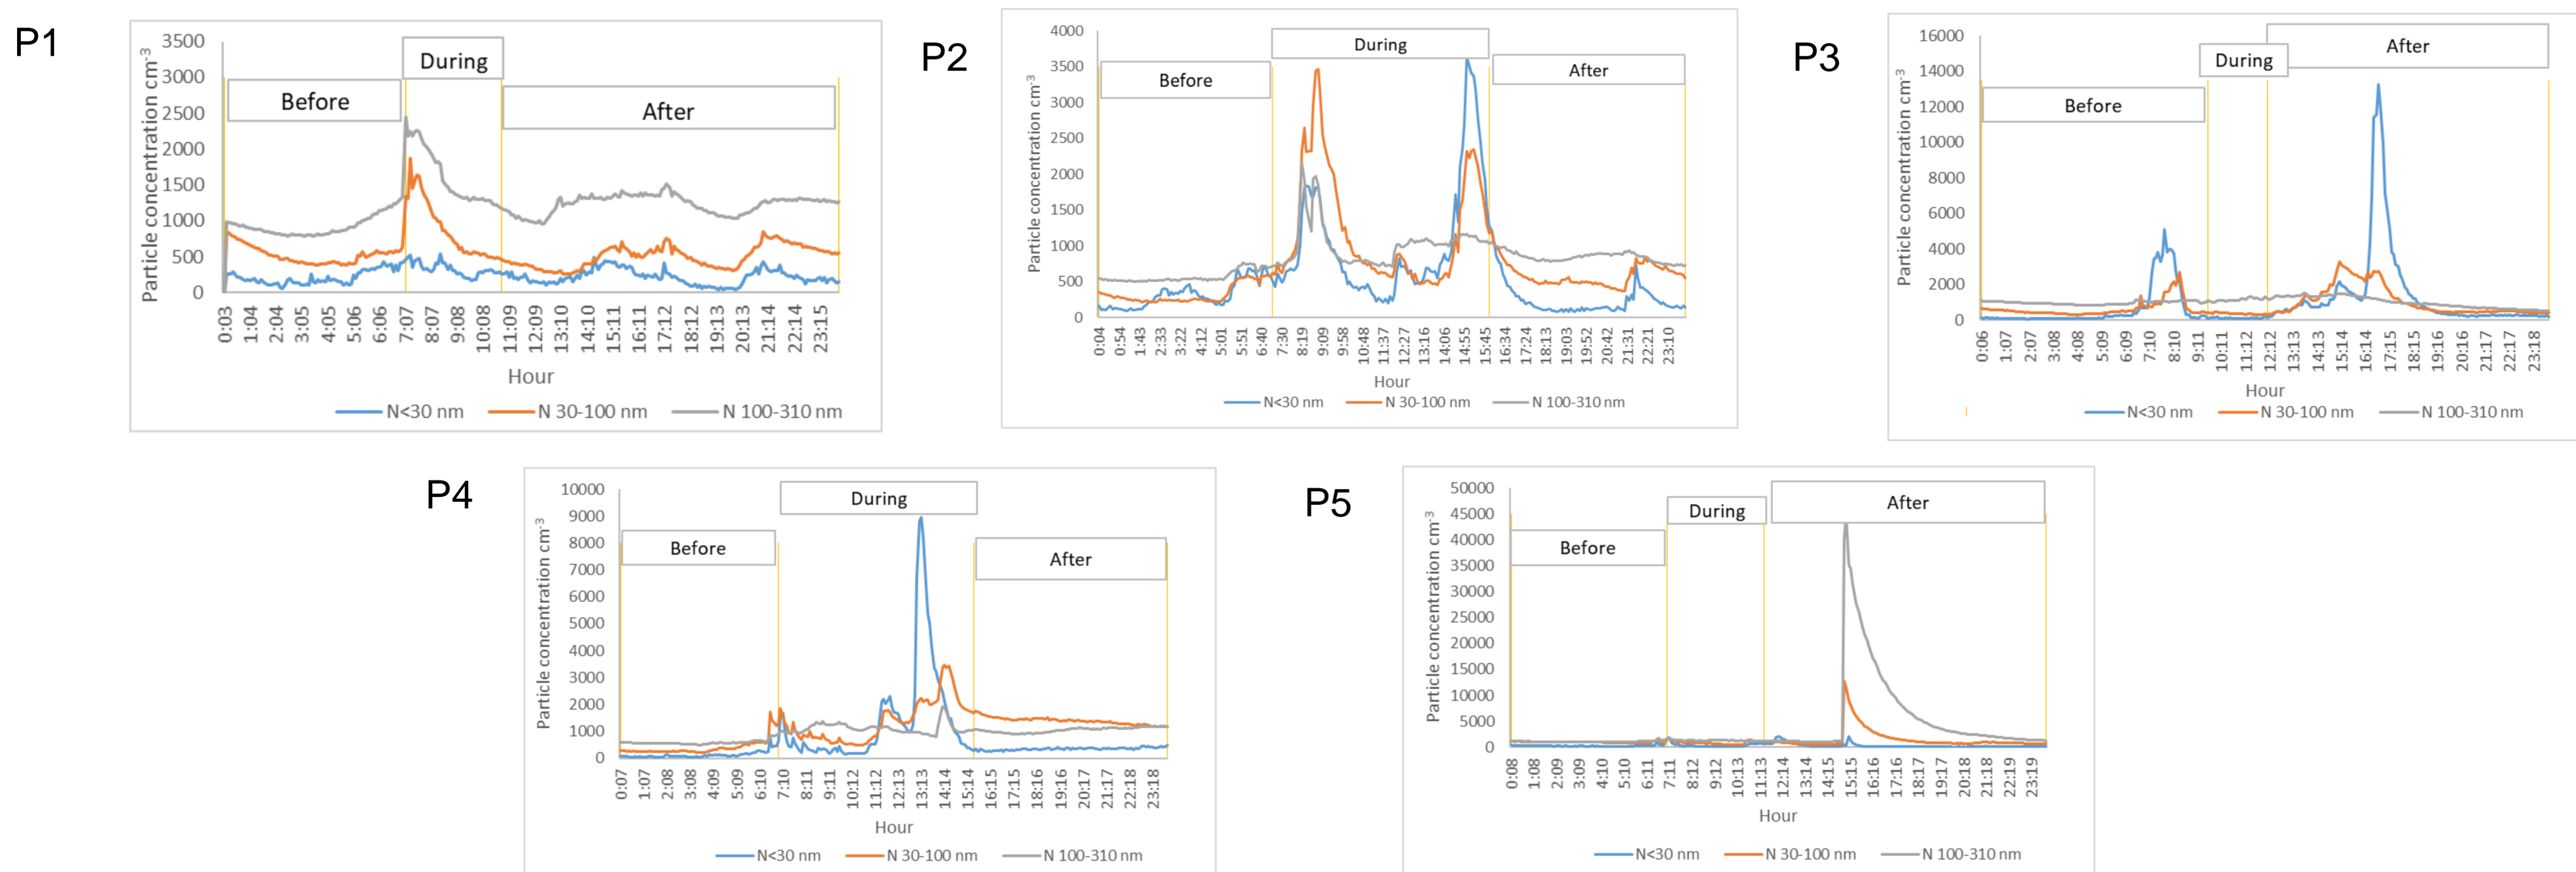 P1
3500
3000
2500
2000
1500
1000
500
0
Particle concentration cm-3
Before
During
After
0:03 1:04 2:04 3:05 4:05 5:06 6:06 7:07 8:07 9:08 10:08 11:09 12:09 13:10 14:10 15:11 16:11 17:12 18:12 19:13 20:13 21:14 22:14 23:15
Hour
N<30 nm N 30-100 nm N 100-310 nm
P2
4000
3500
3000
2500
2000
1500
1000
500
0
Particle concentration cm-3
Before
During
After
0:04 0:54 1:43 2:33 3:22 4:12 5:01 5:51 6:40 7:30 8:19 9:09 9:58 10:48 11:37 12:27 13:16 14:06 14:55 15:45 16:34 17:24 18:13 19:03 19:52 20:42 21:31 22:21 23:10
Hour
N<30 nm N 30-100 nm N 100-310 nm
P3
16000
14000
12000
10000
8000
6000
4000
2000
0
Particle concentration cm-3
Before
During
After
0:06 1:07 2:07 3:08 4:08 5:09 6:09 7:10 8:10 9:11 10:11 11:12 12:12 13:13 14:13 15:14 16:14 17:15 18:15 19:16 20:16 21:17 22:17 23:18
Hour
N<30 nm N 30-100 nm N 100-310 nm
P4
10000
9000
8000
7000
6000
5000
4000
3000
2000
1000
0
Particle concentration cm-3
Before
During
After
0:07 1:07 2:08 3:08 4:09 5:09 6:10 7:10 8:11 9:11 10:12 11:12 12:13 13:13 14:14 15:14 16:15 17:15 18:16 19:16 20:17 21:17 22:18 23:18
Hour
N<30 nm N 30-100 nm N 100-310 nm
P5
50000
45000
40000
35000
30000
25000
20000
15000
10000
5000
0
Particle concentration cm-3
Before
During
After
0:08 1:08 2:09 3:09 4:10 5:10 6:11 7:11 8:12 9:12 10:13 11:13 12:14 13:14 14:15 15:15 16:16 17:16 18:17 19:17 20:18 21:18 22:19 23:19
Hour
N<30 nm N 30-100 nm N 100-310 nm